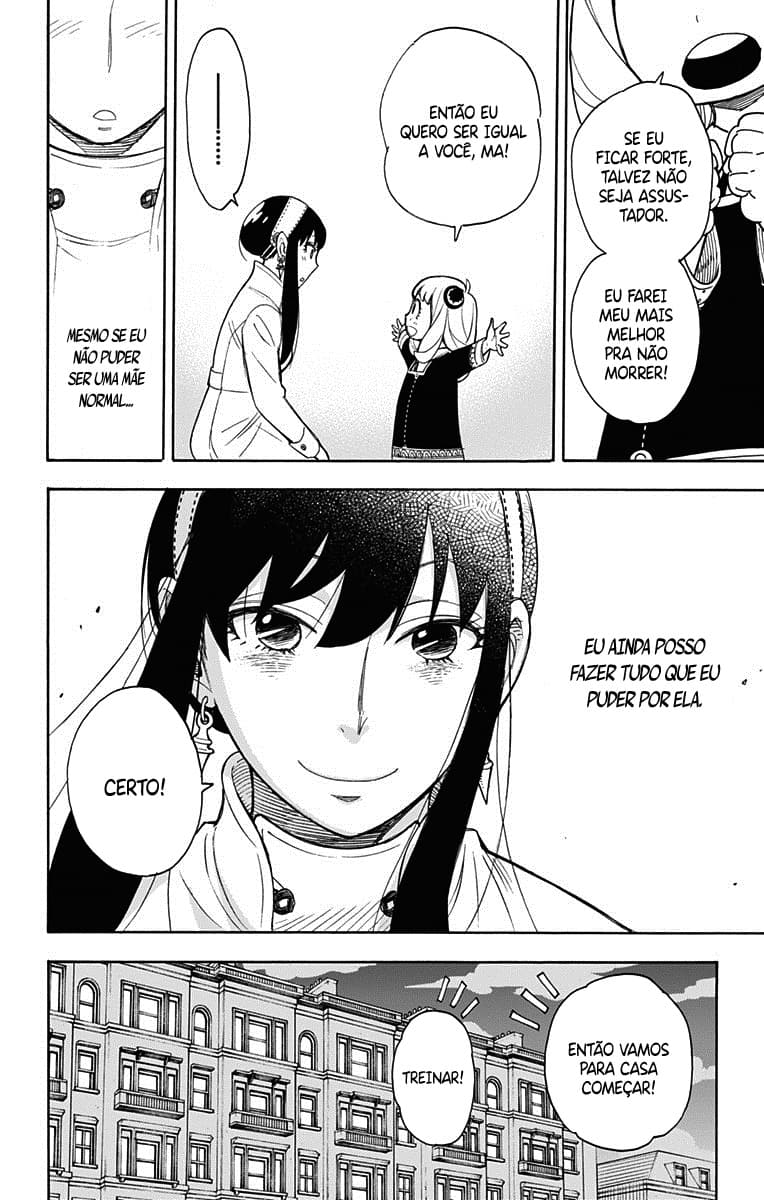 SE EU
FICAR FORTE,
TALVEZ NÃO
SEJA ASSUS-
TADOR.
EU FAREI
MEU MAIS
MELHOR
PRA NÃO
MORRER!
ENTÃO EU
QUERO SER IGUAL
A VOCÊ, MA!
..........
MESMO SE EU
NÃO PUDER
SER UMA MÃE
NORMAL...
EU AINDA POSSO
FAZER TUDO QUE EU
PUDER POR ELA.
CERTO!
ENTÃO VAMOS
PARA CASA
COMEÇAR!
TREINAR!